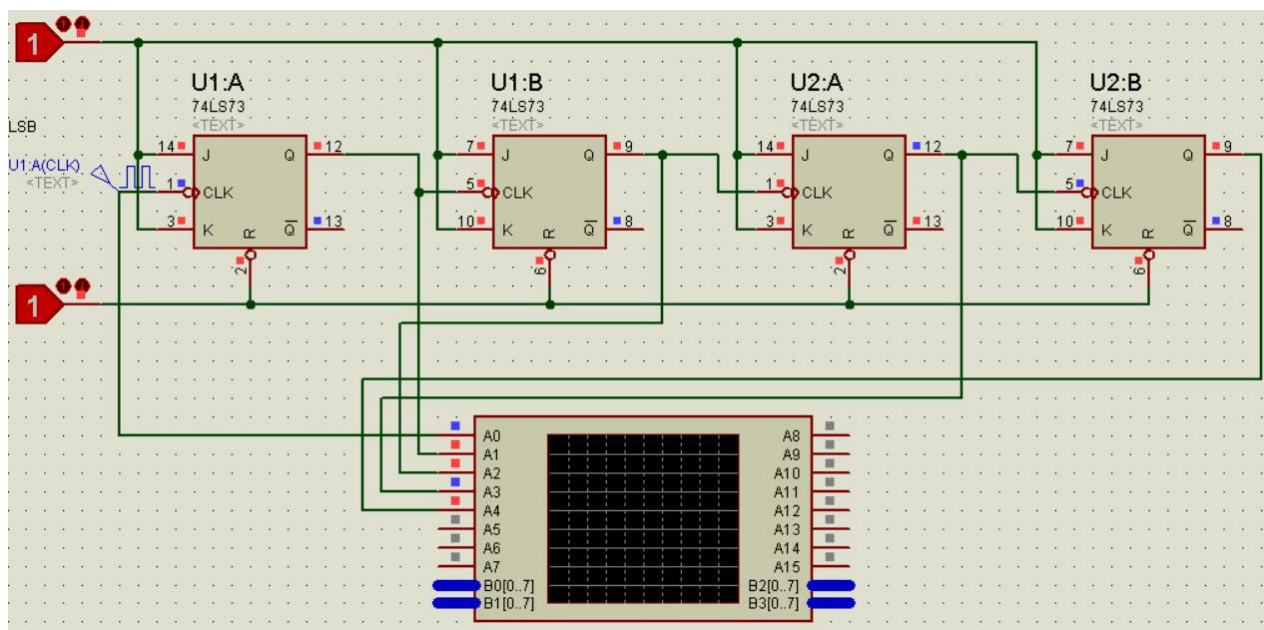 1
U1:A
U1:B
U2:A
U2:B
74LS73
74LS73
74LS73
74LS73
<TEXT>
<TEXT>
<TEXT>
<TEXT>
LSB
U1:A(CLK)
<TEXT>
14 J Q 12
1 CLK
3 K Q 13
R
2
7 J Q 9
5 CLK
10 K Q 8
R
6
14 J Q 12
1 CLK
3 K Q 13
R
2
7 J Q 9
5 CLK
10 K Q 8
R
6
1
A0 A8
A1 A9
A2 A10
A3 A11
A4 A12
A5 A13
A6 A14
A7 A15
B0[0..7] B2[0..7]
B1[0..7] B3[0..7]